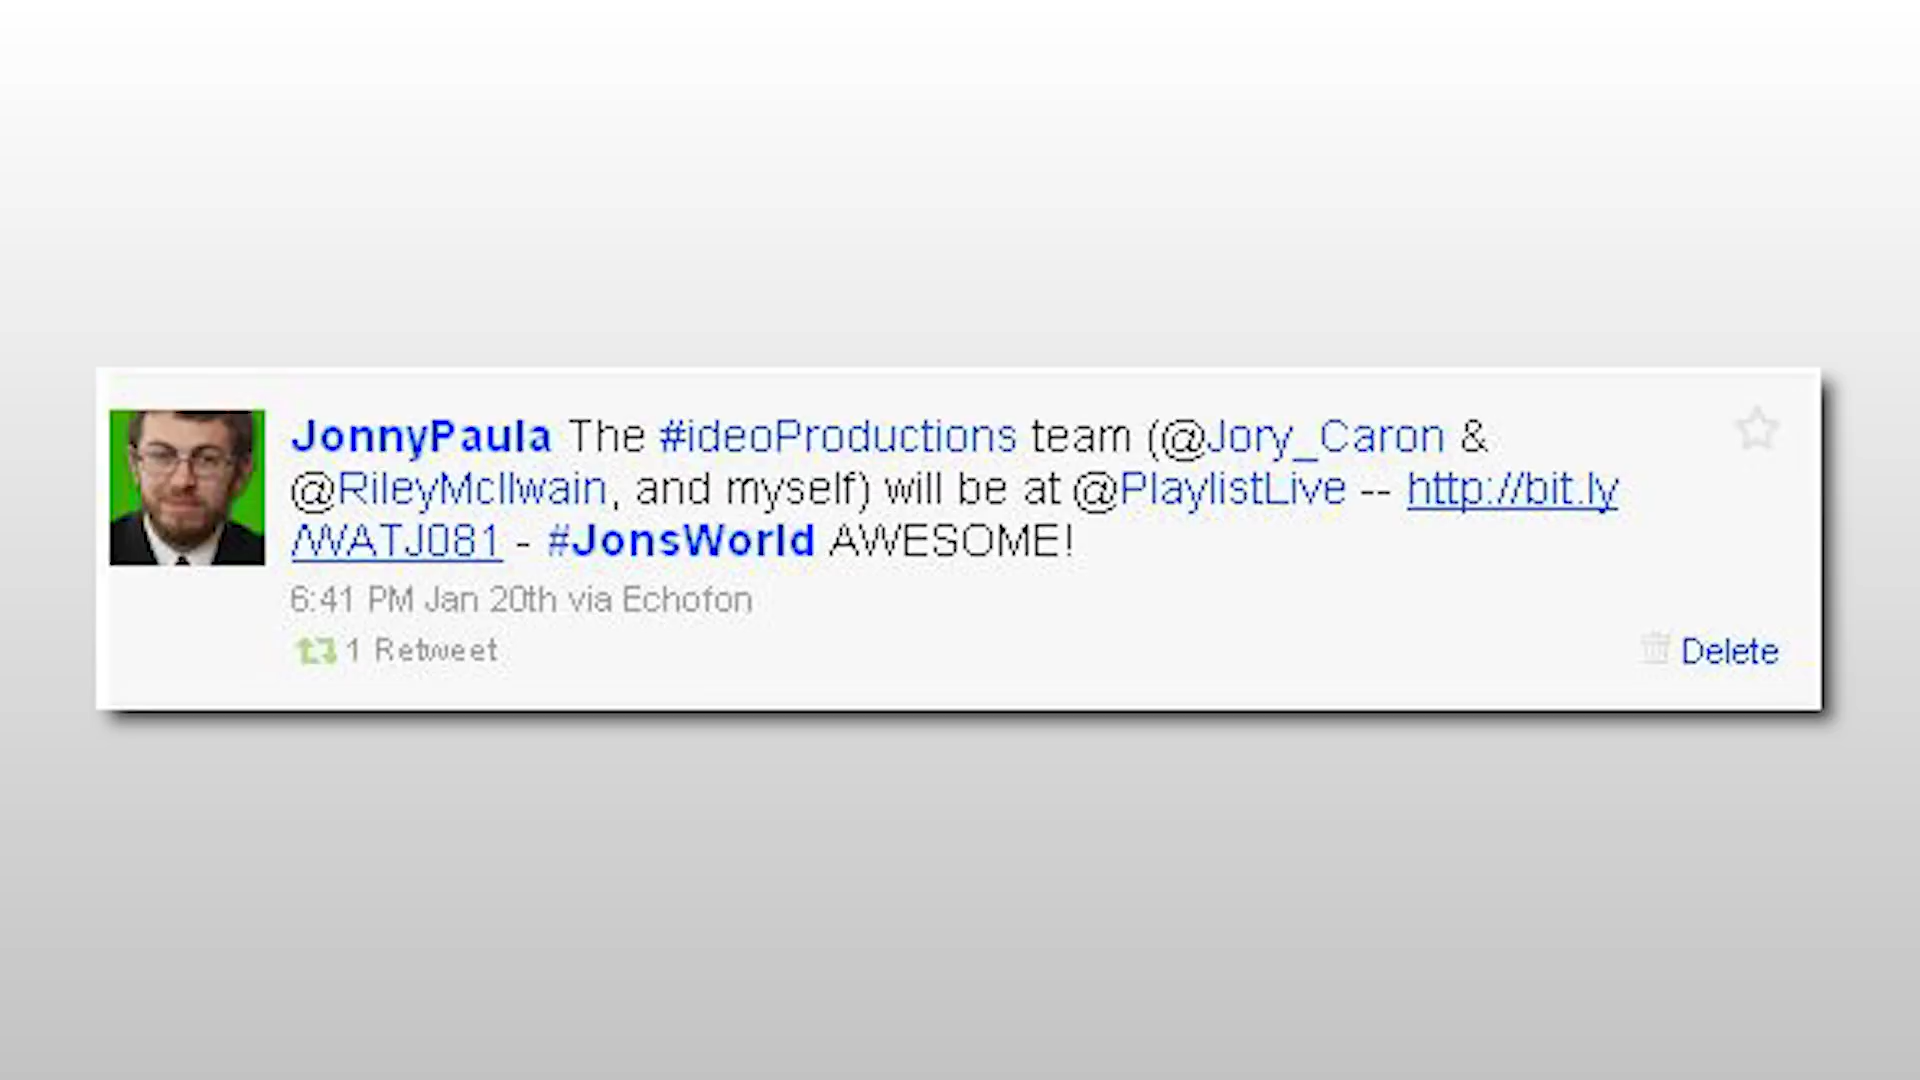 JonnyPaula The #ideoProductions team (@Jory_Caron &
@RileyMcIlwain, and myself) will be at @PlaylistLive -- http://bit.ly
/WATJ081 - #JonsWorld AWESOME!
6:41 PM Jan 20th via Echofon
1 Retweet
Delete